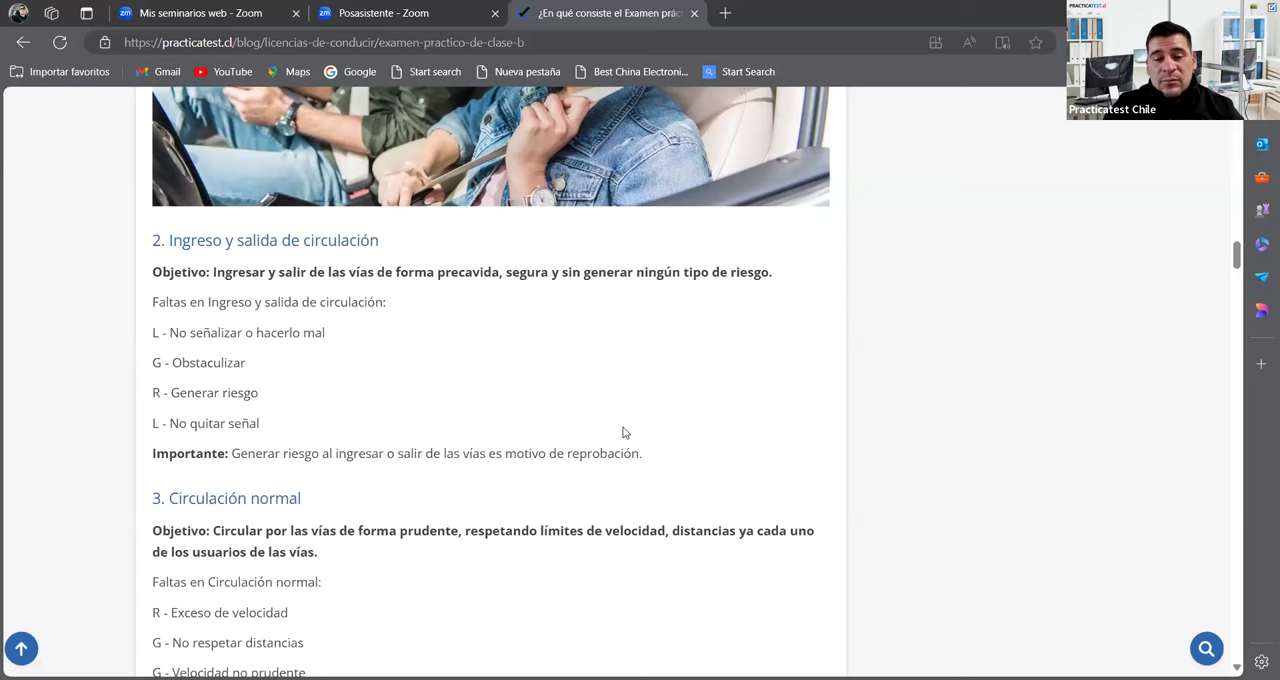 Mis seminarios web - Zoom
Posasistente - Zoom
¿En qué consiste el Examen prác
https://practicatest.cl/blog/licencias-de-conducir/examen-practico-de-clase-b
Importar favoritos
Gmail
YouTube
Maps
Google
Start search
Nueva pestaña
Best China Electroni...
Start Search
PRACTICATEST.cl
Practicatest Chile
2. Ingreso y salida de circulación
Objetivo: Ingresar y salir de las vías de forma precavida, segura y sin generar ningún tipo de riesgo.
Faltas en Ingreso y salida de circulación:
L - No señalizar o hacerlo mal
G - Obstaculizar
R - Generar riesgo
L - No quitar señal
Importante: Generar riesgo al ingresar o salir de las vías es motivo de reprobación.
3. Circulación normal
Objetivo: Circular por las vías de forma prudente, respetando límites de velocidad, distancias ya cada uno
de los usuarios de las vías.
Faltas en Circulación normal:
R - Exceso de velocidad
G - No respetar distancias
G - Velocidad no prudente